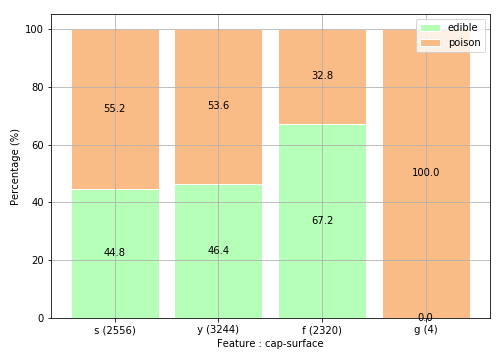 100
80
60
40
20
0
Percentage (%)
edible
poison
55.2
53.6
32.8
100.0
44.8
46.4
67.2
0.0
s (2556)
y (3244)
f (2320)
g (4)
Feature : cap-surface